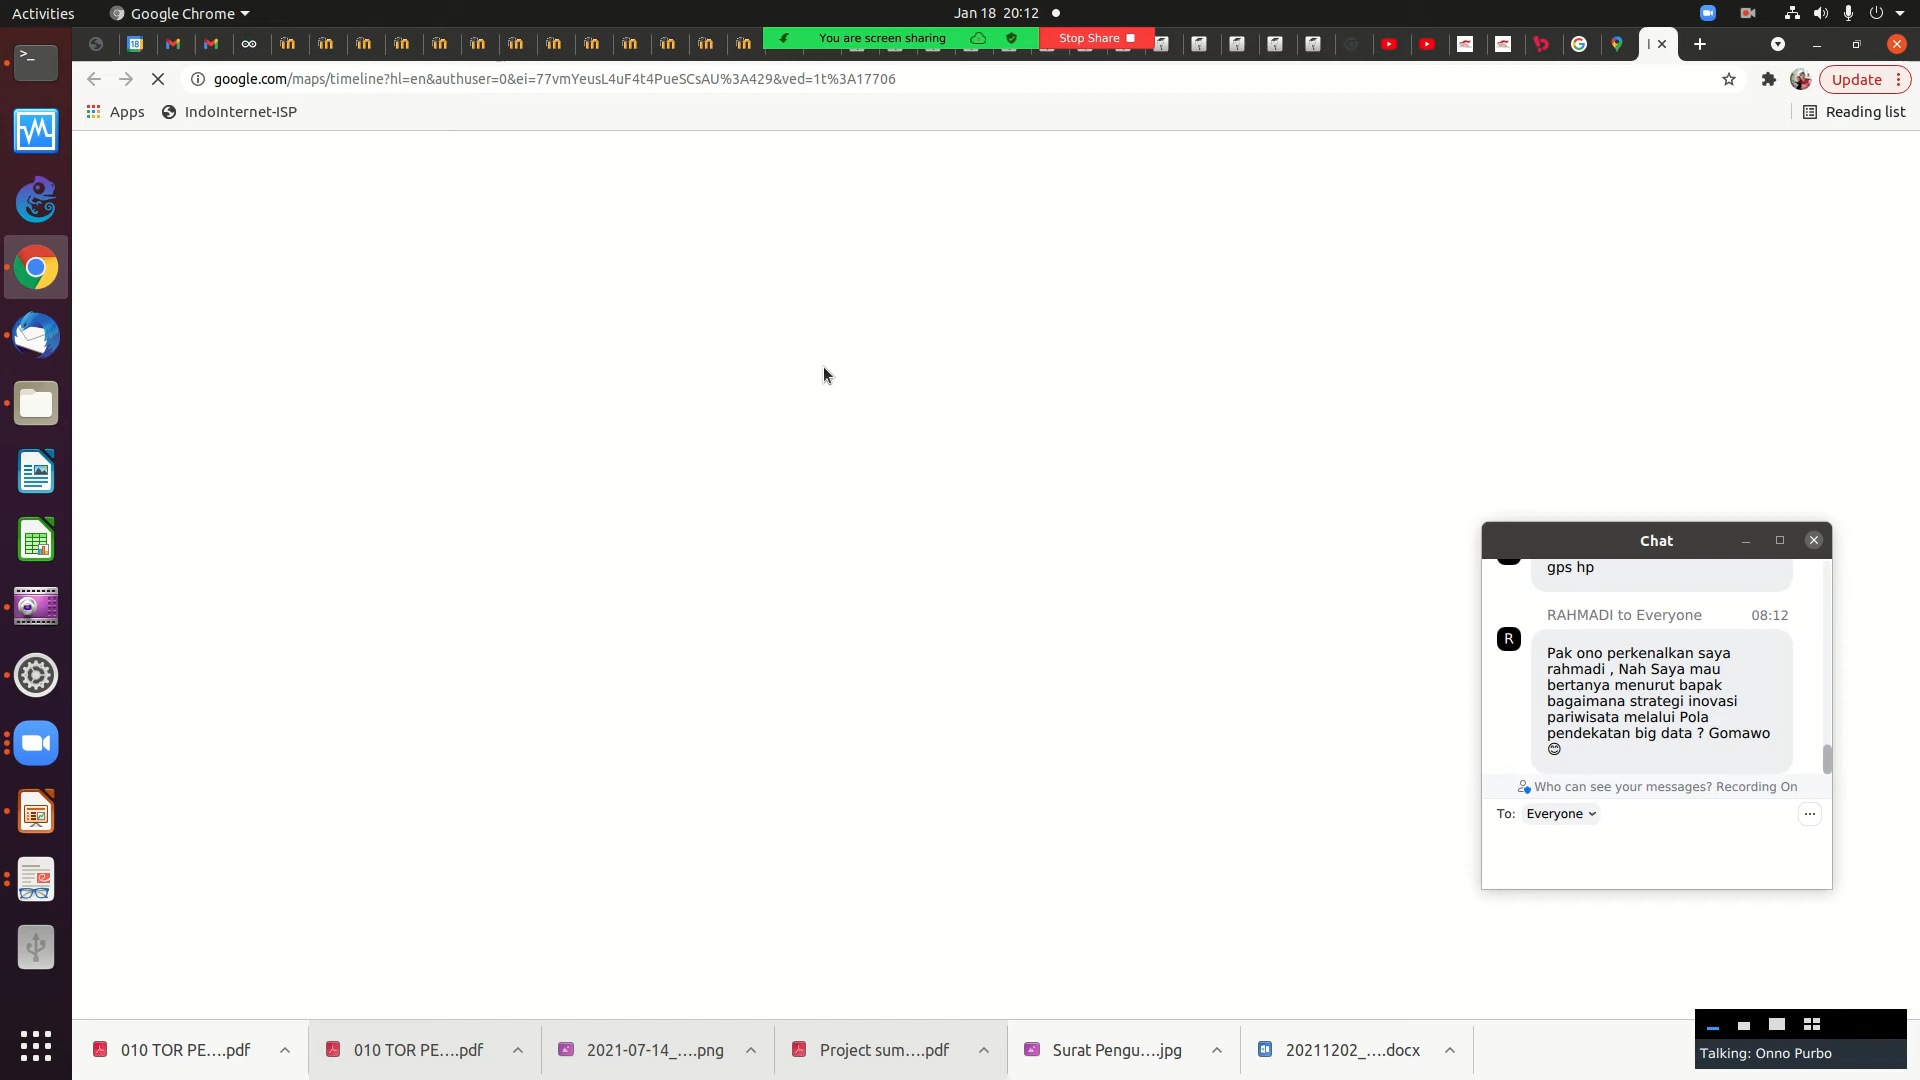 Activities
Google Chrome
Jan 18 20:12
You are screen sharing
Stop Share
google.com/maps/timeline?hl=en&authuser=0&ei=77vmYeusL4uF4t4PueSCsAU%3A429&ved=1t%3A17706
Update
Apps
IndoInternet-ISP
Reading list
Chat
gps hp
RAHMADI to Everyone
08:12
R
Pak ono perkenalkan saya
rahmadi , Nah Saya mau
bertanya menurut bapak
bagaimana strategi inovasi
pariwisata melalui Pola
pendekatan big data ? Gomawo
😊
Who can see your messages? Recording On
To: Everyone
010 TOR PE....pdf
010 TOR PE....pdf
2021-07-14_....png
Project sum....pdf
Surat Pengu....jpg
20211202_....docx
Talking: Onno Purbo